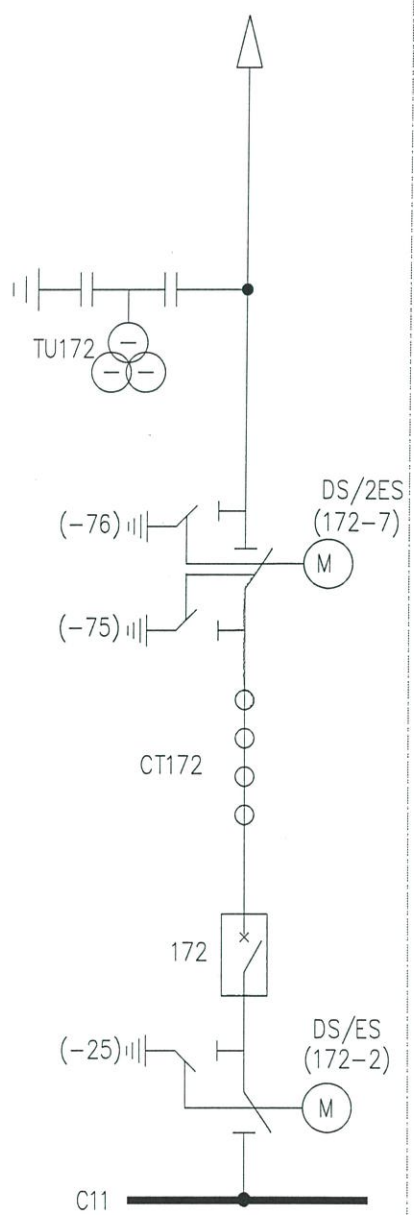 TU172
DS/2ES
(172-7)
(-76)
M
(-75)
CT172
172
DS/ES
(172-2)
(-25)
M
C11